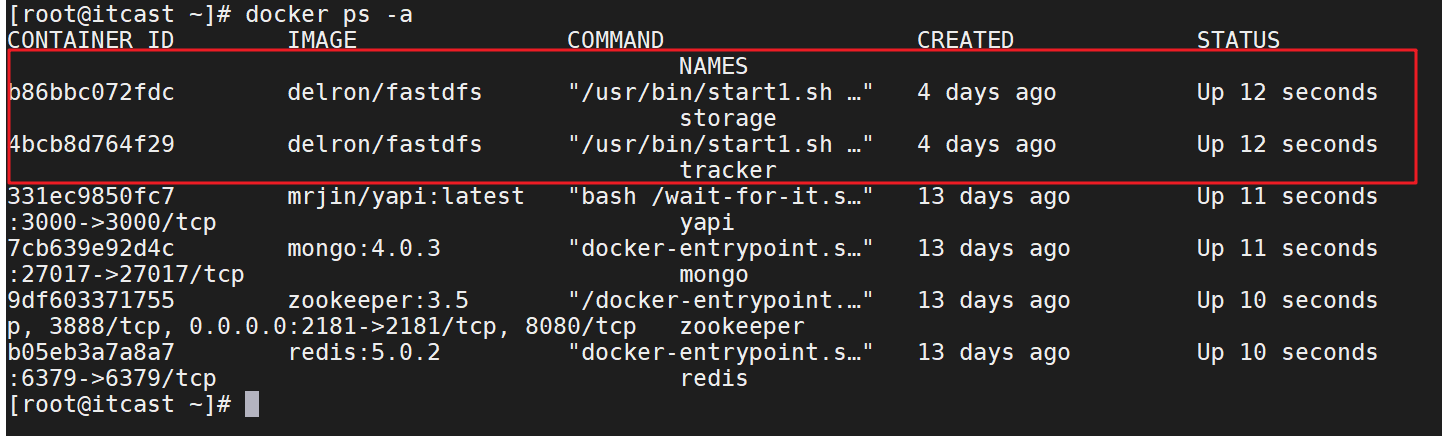 [root@itcast ~]# docker ps -a
CONTAINER ID        IMAGE               COMMAND                  CREATED             STATUS
                                                NAMES
b86bbc072fdc        delron/fastdfs      "/usr/bin/start1.sh …"   4 days ago          Up 12 seconds
                                                storage
4bcb8d764f29        delron/fastdfs      "/usr/bin/start1.sh …"   4 days ago          Up 12 seconds
                                                tracker
331ec9850fc7        mrjin/yapi:latest   "bash /wait-for-it.s…"   13 days ago         Up 11 seconds
:3000->3000/tcp                                 yapi
7cb639e92d4c        mongo:4.0.3         "docker-entrypoint.s…"   13 days ago         Up 11 seconds
:27017->27017/tcp                               mongo
9df603371755        zookeeper:3.5       "/docker-entrypoint.…"   13 days ago         Up 10 seconds
p, 3888/tcp, 0.0.0.0:2181->2181/tcp, 8080/tcp   zookeeper
b05eb3a7a8a7        redis:5.0.2         "docker-entrypoint.s…"   13 days ago         Up 10 seconds
:6379->6379/tcp                                 redis
[root@itcast ~]#